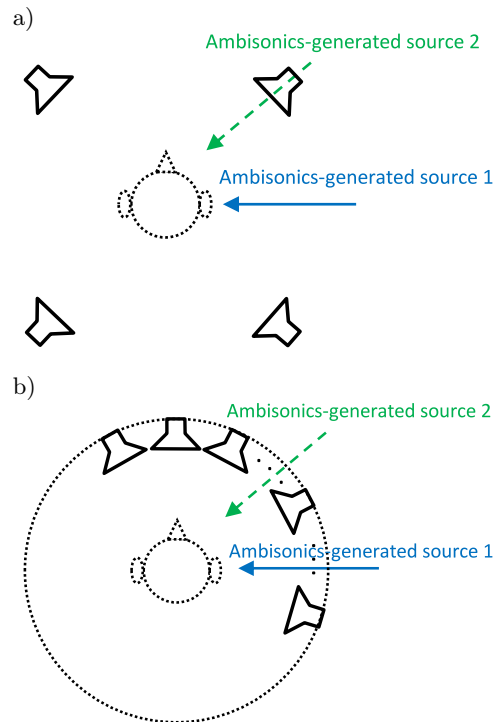 a)
Ambisonics-generated source 2
Ambisonics-generated source 1
b)
Ambisonics-generated source 2
Ambisonics-generated source 1